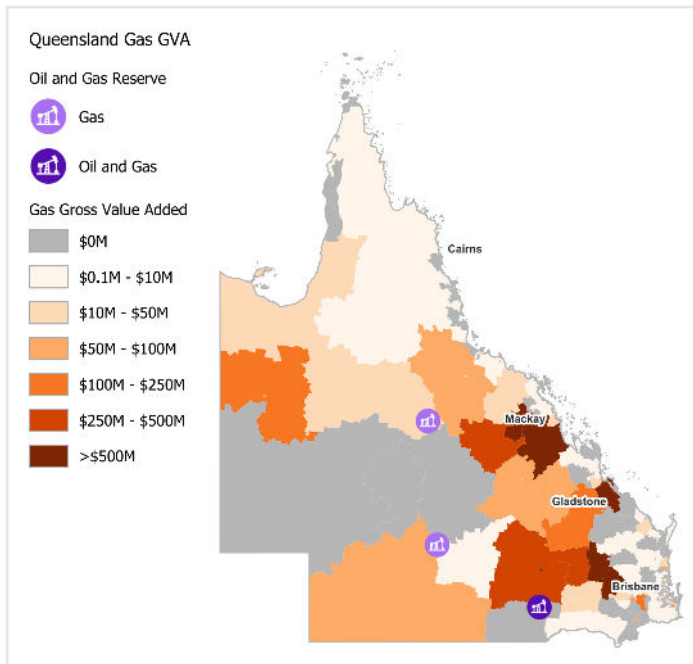 Queensland Gas GVA
Oil and Gas Reserve
Gas
Oil and Gas
Gas Gross Value Added
$0M
$0.1M - $10M
$10M - $50M
$50M - $100M
$100M - $250M
$250M - $500M
>$500M
Cairns
Mackay
Gladstone
Brisbane